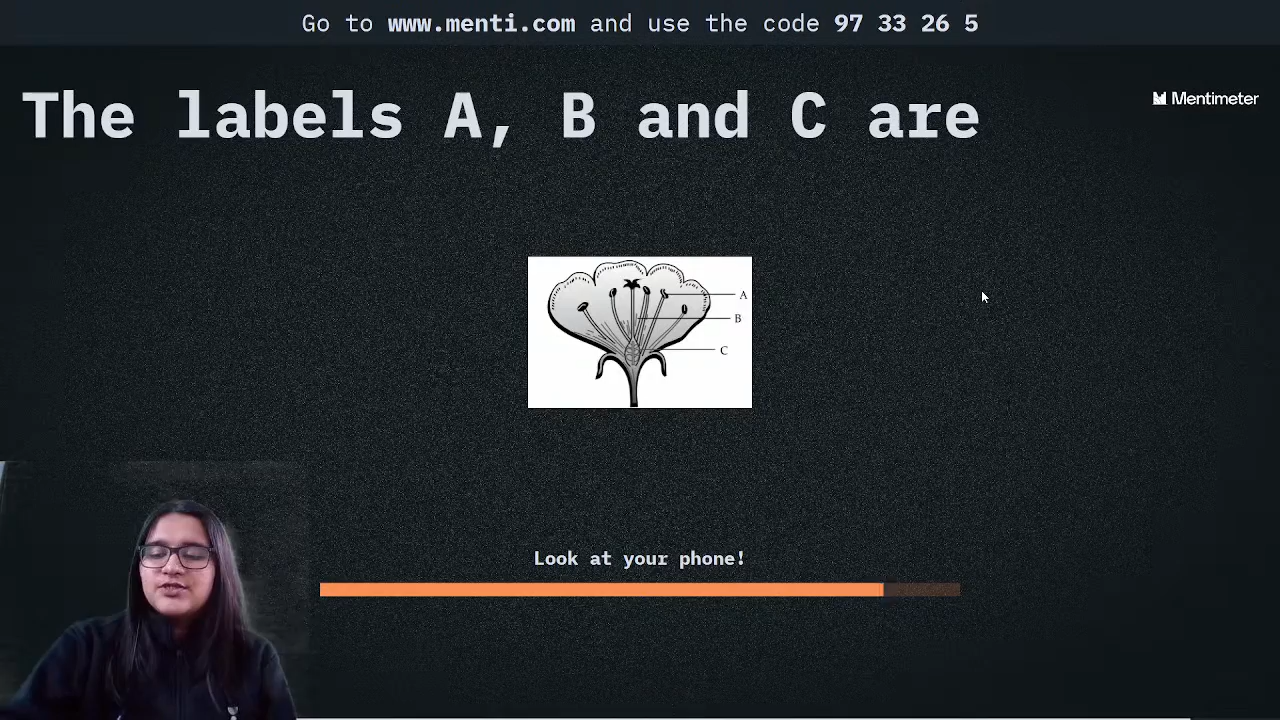 Go to www.menti.com and use the code 97 33 26 5
The labels A, B and C are
Mentimeter
A
B
C
Look at your phone!